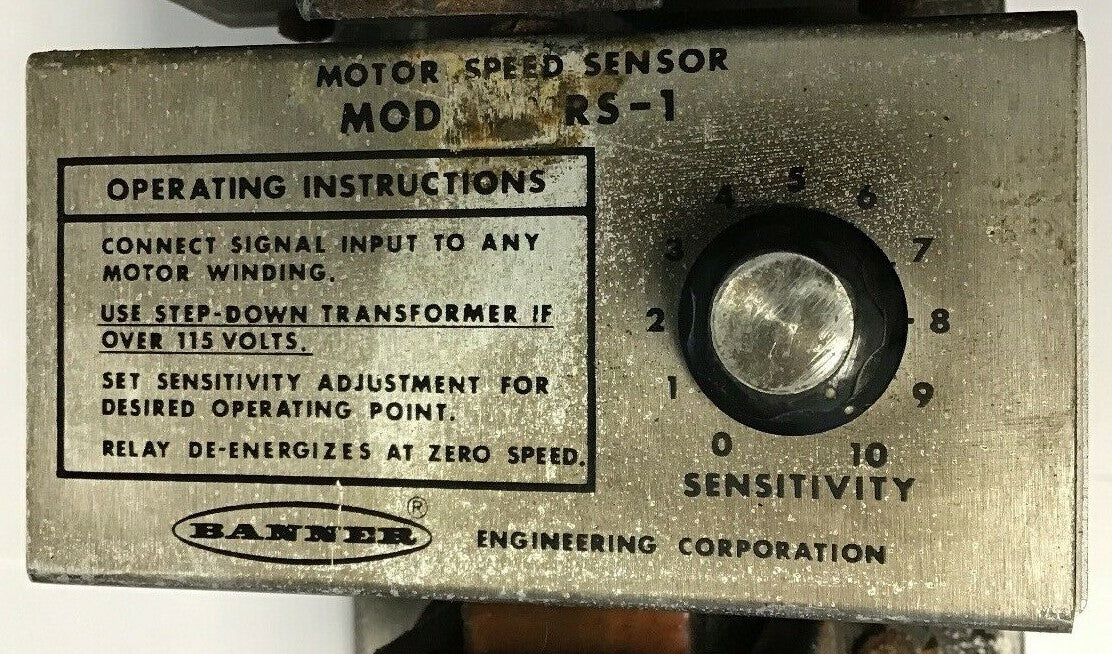 MOTOR SPEED SENSOR
MOD RS-1
OPERATING INSTRUCTIONS
CONNECT SIGNAL INPUT TO ANY
MOTOR WINDING.
USE STEP-DOWN TRANSFORMER IF
OVER 115 VOLTS.
SET SENSITIVITY ADJUSTMENT FOR
DESIRED OPERATING POINT.
RELAY DE-ENERGIZES AT ZERO SPEED.
0 1 2 3 4 5 6 7 8 9 10
SENSITIVITY
BANNER ®
ENGINEERING CORPORATION